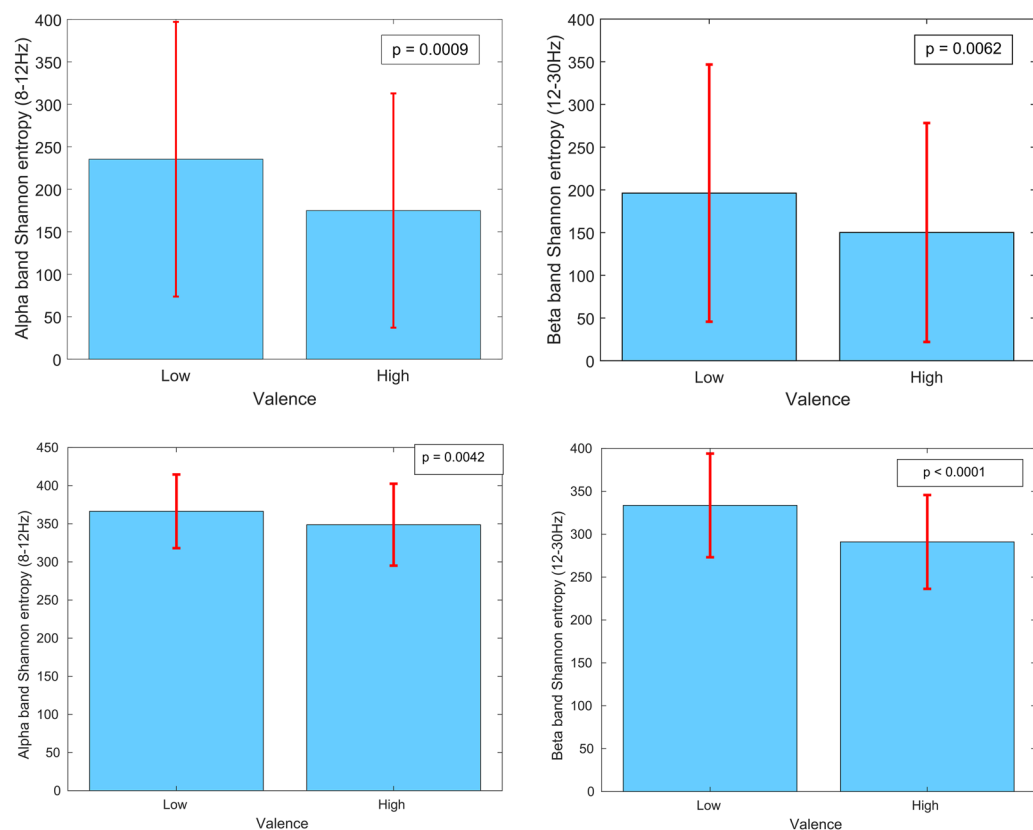 400
350
300
250
200
150
100
50
0
Alpha band Shannon entropy (8-12Hz)
p = 0.0009
Low
High
Valence
400
350
300
250
200
150
100
50
0
Beta band Shannon entropy (12-30Hz)
p = 0.0062
Low
High
Valence
450
400
350
300
250
200
150
100
50
0
Alpha band Shannon entropy (8-12Hz)
p = 0.0042
Low
High
Valence
400
350
300
250
200
150
100
50
0
Beta band Shannon entropy (12-30Hz)
p < 0.0001
Low
High
Valence